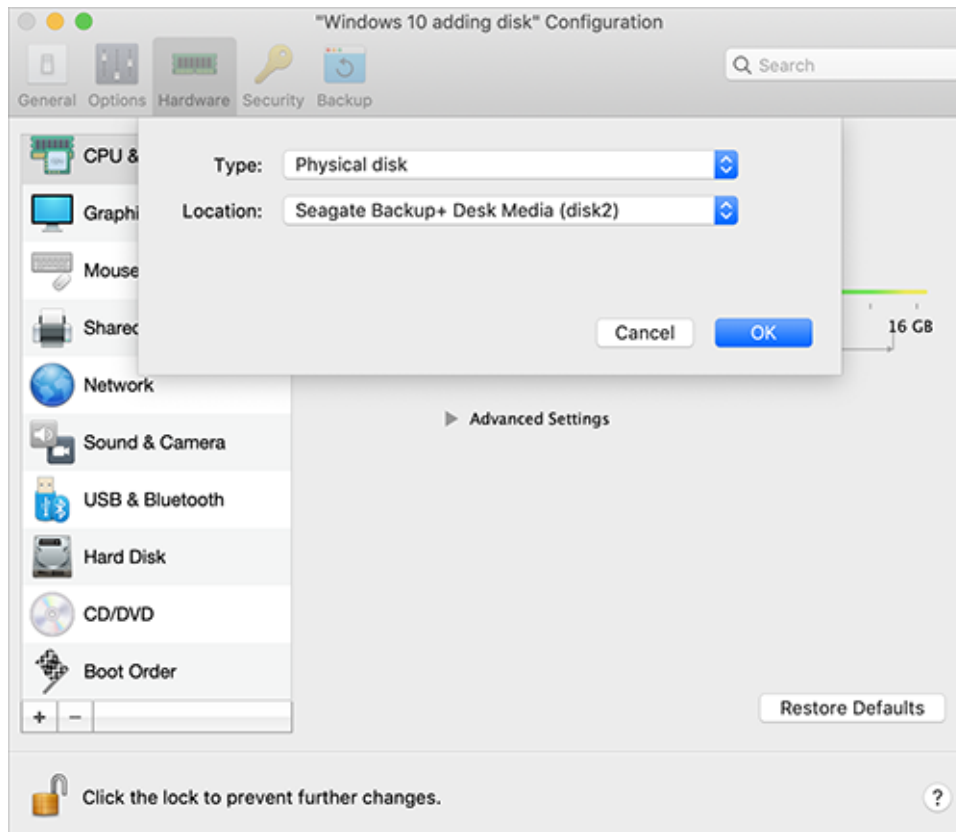 "Windows 10 adding disk" Configuration
General Options Hardware Security Backup
Search
Type: Physical disk
Location: Seagate Backup+ Desk Media (disk2)
Cancel OK
CPU &
Graphi
Mouse
Shared
Network
Sound & Camera
USB & Bluetooth
Hard Disk
CD/DVD
Boot Order
+ −
16 GB
Advanced Settings
Restore Defaults
Click the lock to prevent further changes.
?